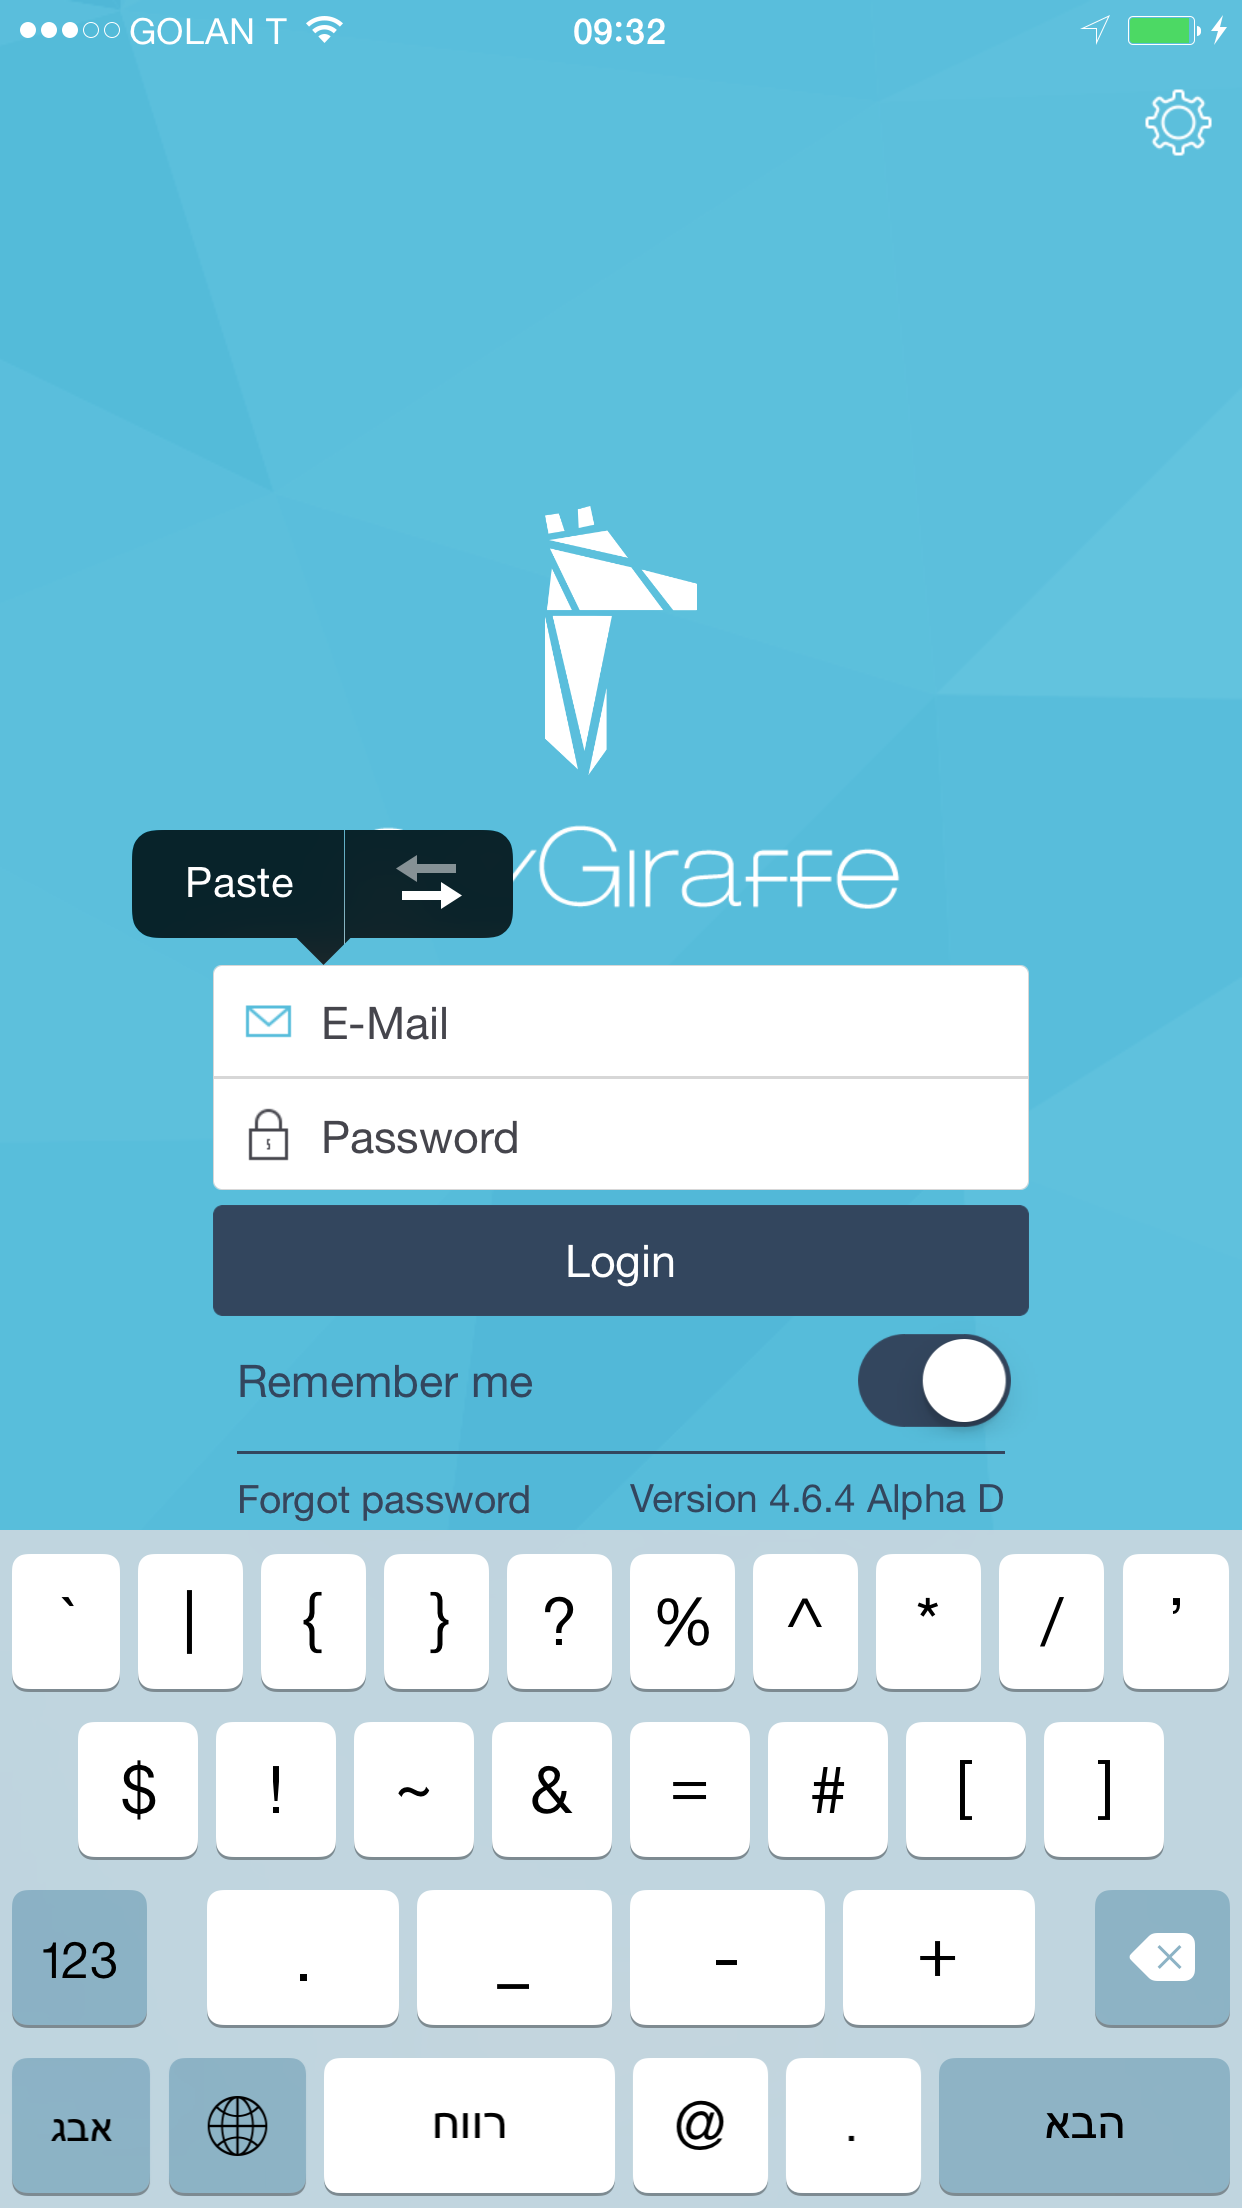 GOLAN T 09:32
Paste
Giraffe
E-Mail
Password
Login
Remember me
Forgot password Version 4.6.4 Alpha D
` | { } ? % ^ * / ’
$ ! ~ & = # [ ]
123 . _ - +
אבג רווח @ . הבא